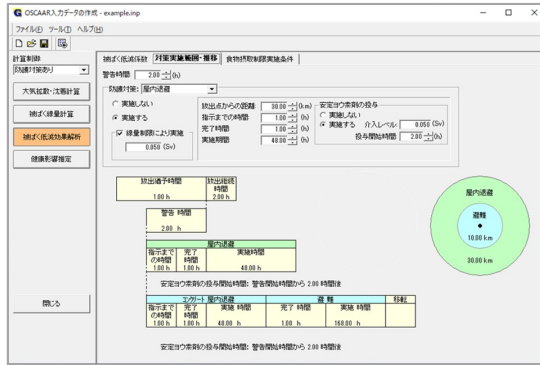 OSCAAR入力データの作成 - example.inp
ファイル(F) ツール(T) ヘルプ(H)
計算制御
防護対策あり
大気拡散・沈着計算
被ばく線量計算
被ばく低減効果解析
健康影響推定
閉じる
被ばく低減係数 対策実施範囲・推移 食物摂取制限実施条件
警告時間 2.00 (h)
防護対策: 屋内退避
実施しない
実施する
線量制限により実施
0.050 (Sv)
放出点からの距離 30.00 (km)
指示までの時間 1.00 (h)
完了時間 1.00 (h)
実施期間 48.00 (h)
安定ヨウ素剤の投与
実施しない
実施する 介入レベル 0.050 (Sv)
投与開始時間 2.00 (h)
放出猶予時間 放出継続時間
1.00 h 2.00 h
警告 時間
2.00 h
屋内退避
指示までの時間 完了時間 実施時間
1.00 h 1.00 h 48.00 h
安定ヨウ素剤の投与開始時間: 警告開始時間から 2.00 時間後
コンクリート 屋内退避 避 難 移転
指示までの時間 完了時間 実施 時間 完了 時間 実施 時間
1.00 h 1.00 h 48.00 h 1.00 h 168.00 h
安定ヨウ素剤の投与開始時間: 警告開始時間から 2.00 時間後
屋内退避
避難
10.00 km
30.00 km